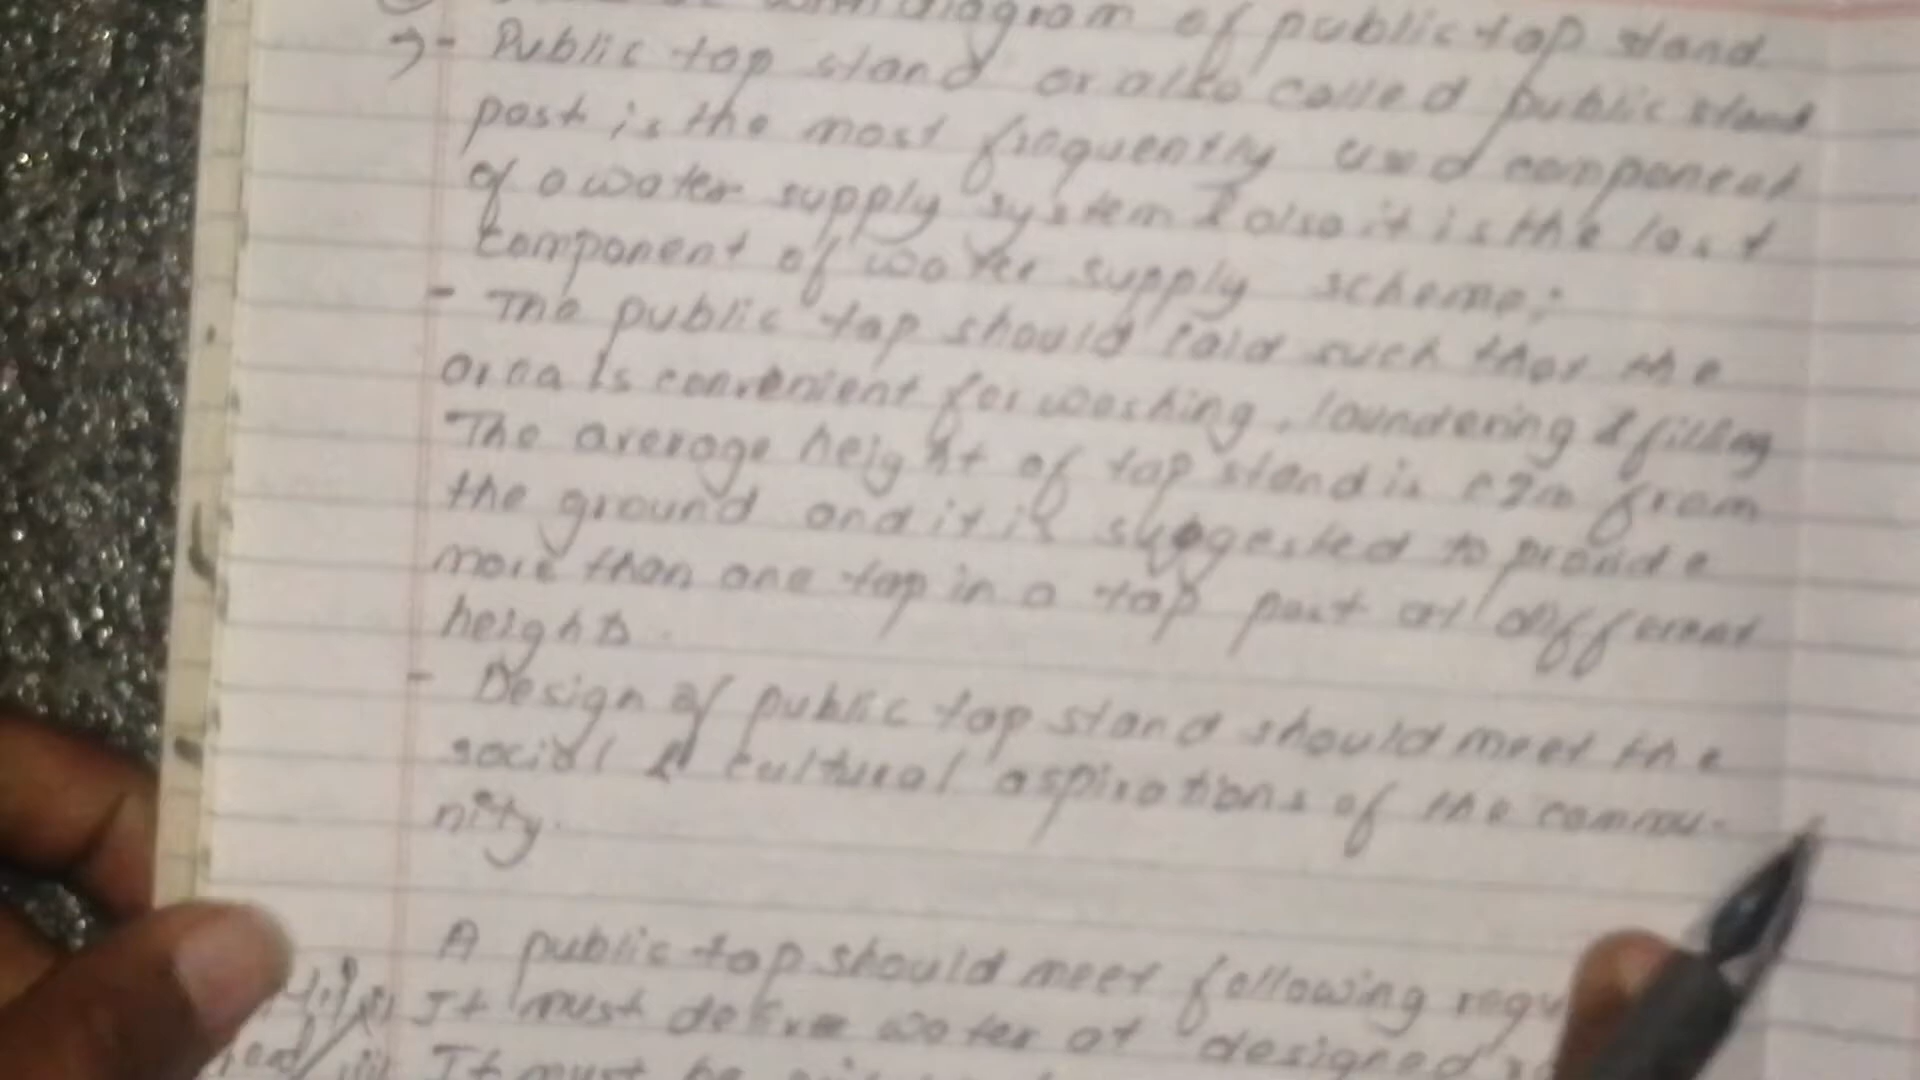 diagram of public tap stand
→- Public tap stand or also called public stand
post is the most frequently used component
of a water supply system & also it is the last
component of water supply scheme;
- The public tap should laid such that the
area is convenient for washing, laundering & filling
The average height of tap stand is from
the ground and it is suggested to provide
more than one tap in a tap post at different
heights.
- Design of public tap stand should meet the
social & cultural aspirations of the commu-
nity.
A public tap should meet following requ
It must deliver water at designed
iii) It must be